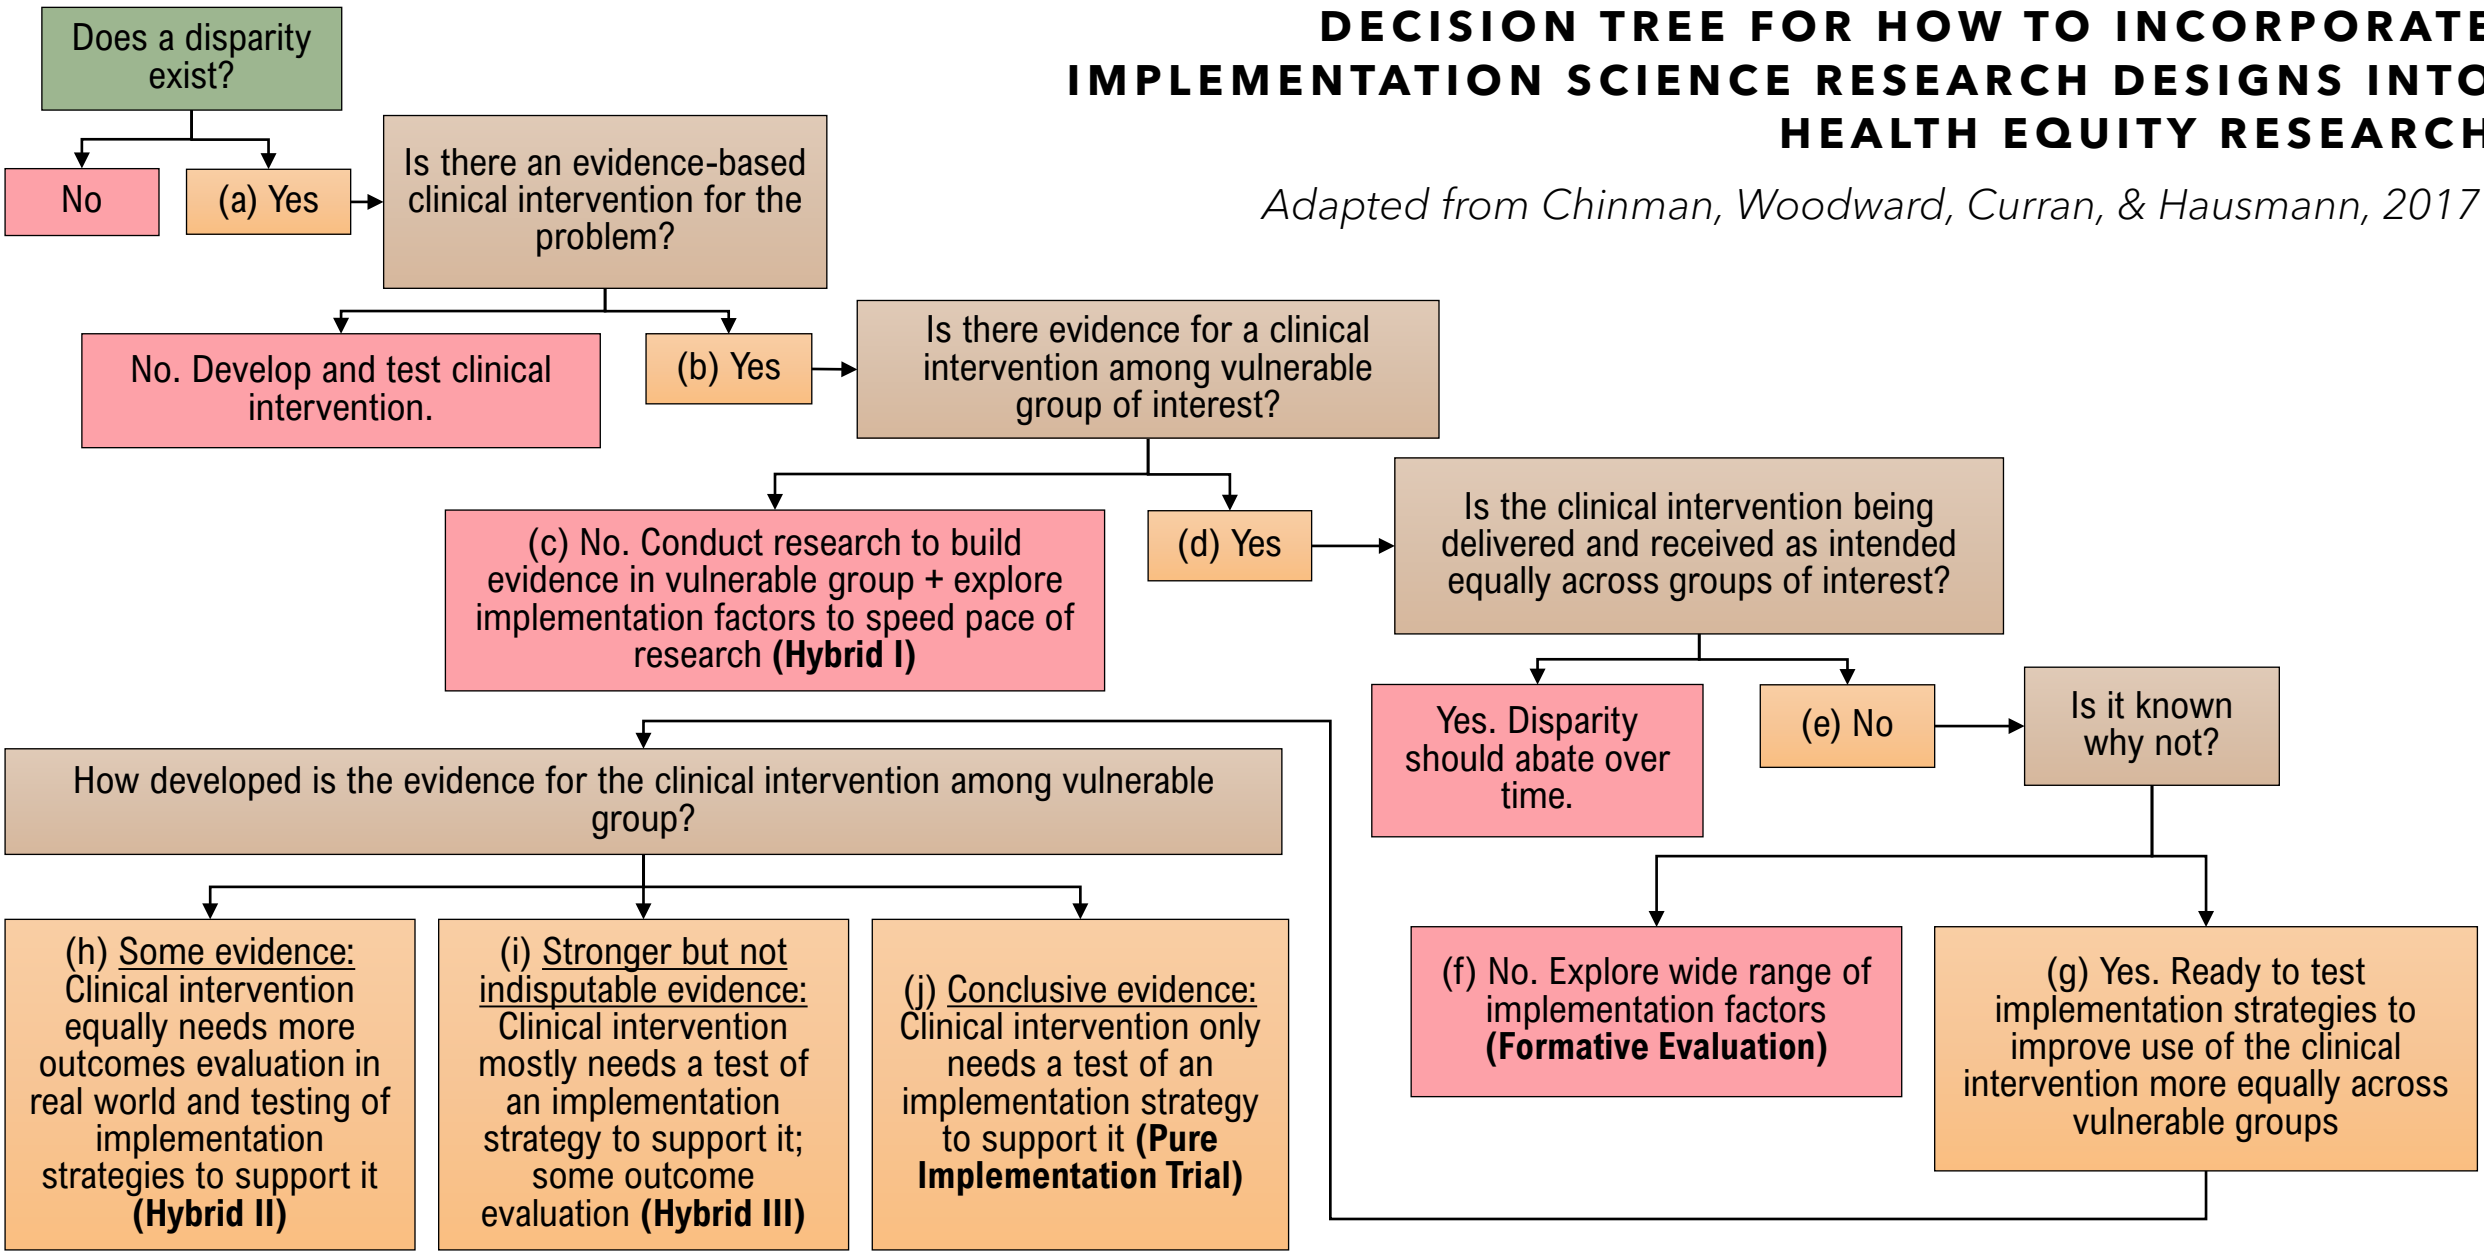 DECISION TREE FOR HOW TO INCORPORATE
IMPLEMENTATION SCIENCE RESEARCH DESIGNS INTO
HEALTH EQUITY RESEARCH
Adapted from Chinman, Woodward, Curran, & Hausmann, 2017
Does a disparity
exist?
No
(a) Yes
Is there an evidence-based
clinical intervention for the
problem?
No. Develop and test clinical
intervention.
(b) Yes
Is there evidence for a clinical
intervention among vulnerable
group of interest?
(c) No. Conduct research to build
evidence in vulnerable group + explore
implementation factors to speed pace of
research (Hybrid I)
(d) Yes
Is the clinical intervention being
delivered and received as intended
equally across groups of interest?
Yes. Disparity
should abate over
time.
(e) No
Is it known
why not?
(f) No. Explore wide range of
implementation factors
(Formative Evaluation)
(g) Yes. Ready to test
implementation strategies to
improve use of the clinical
intervention more equally across
vulnerable groups
How developed is the evidence for the clinical intervention among vulnerable
group?
(h) Some evidence:
Clinical intervention
equally needs more
outcomes evaluation in
real world and testing of
implementation
strategies to support it
(Hybrid II)
(i) Stronger but not
indisputable evidence:
Clinical intervention
mostly needs a test of
an implementation
strategy to support it;
some outcome
evaluation (Hybrid III)
(j) Conclusive evidence:
Clinical intervention only
needs a test of an
implementation strategy
to support it (Pure
Implementation Trial)